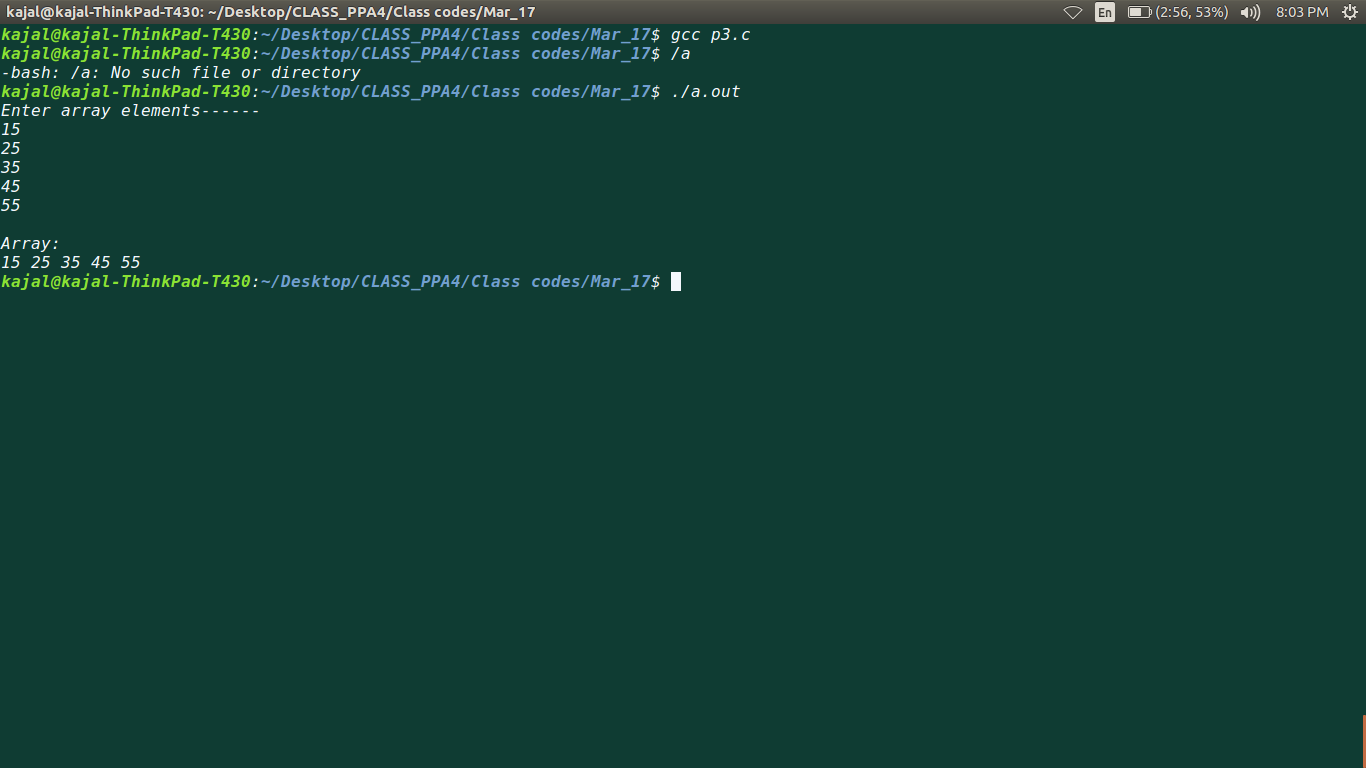 kajal@kajal-ThinkPad-T430: ~/Desktop/CLASS_PPA4/Class codes/Mar_17 En (2:56, 53%) 8:03 PM
kajal@kajal-ThinkPad-T430:~/Desktop/CLASS_PPA4/Class codes/Mar_17$ gcc p3.c
kajal@kajal-ThinkPad-T430:~/Desktop/CLASS_PPA4/Class codes/Mar_17$ /a
-bash: /a: No such file or directory
kajal@kajal-ThinkPad-T430:~/Desktop/CLASS_PPA4/Class codes/Mar_17$ ./a.out
Enter array elements------
15
25
35
45
55
Array:
15 25 35 45 55
kajal@kajal-ThinkPad-T430:~/Desktop/CLASS_PPA4/Class codes/Mar_17$